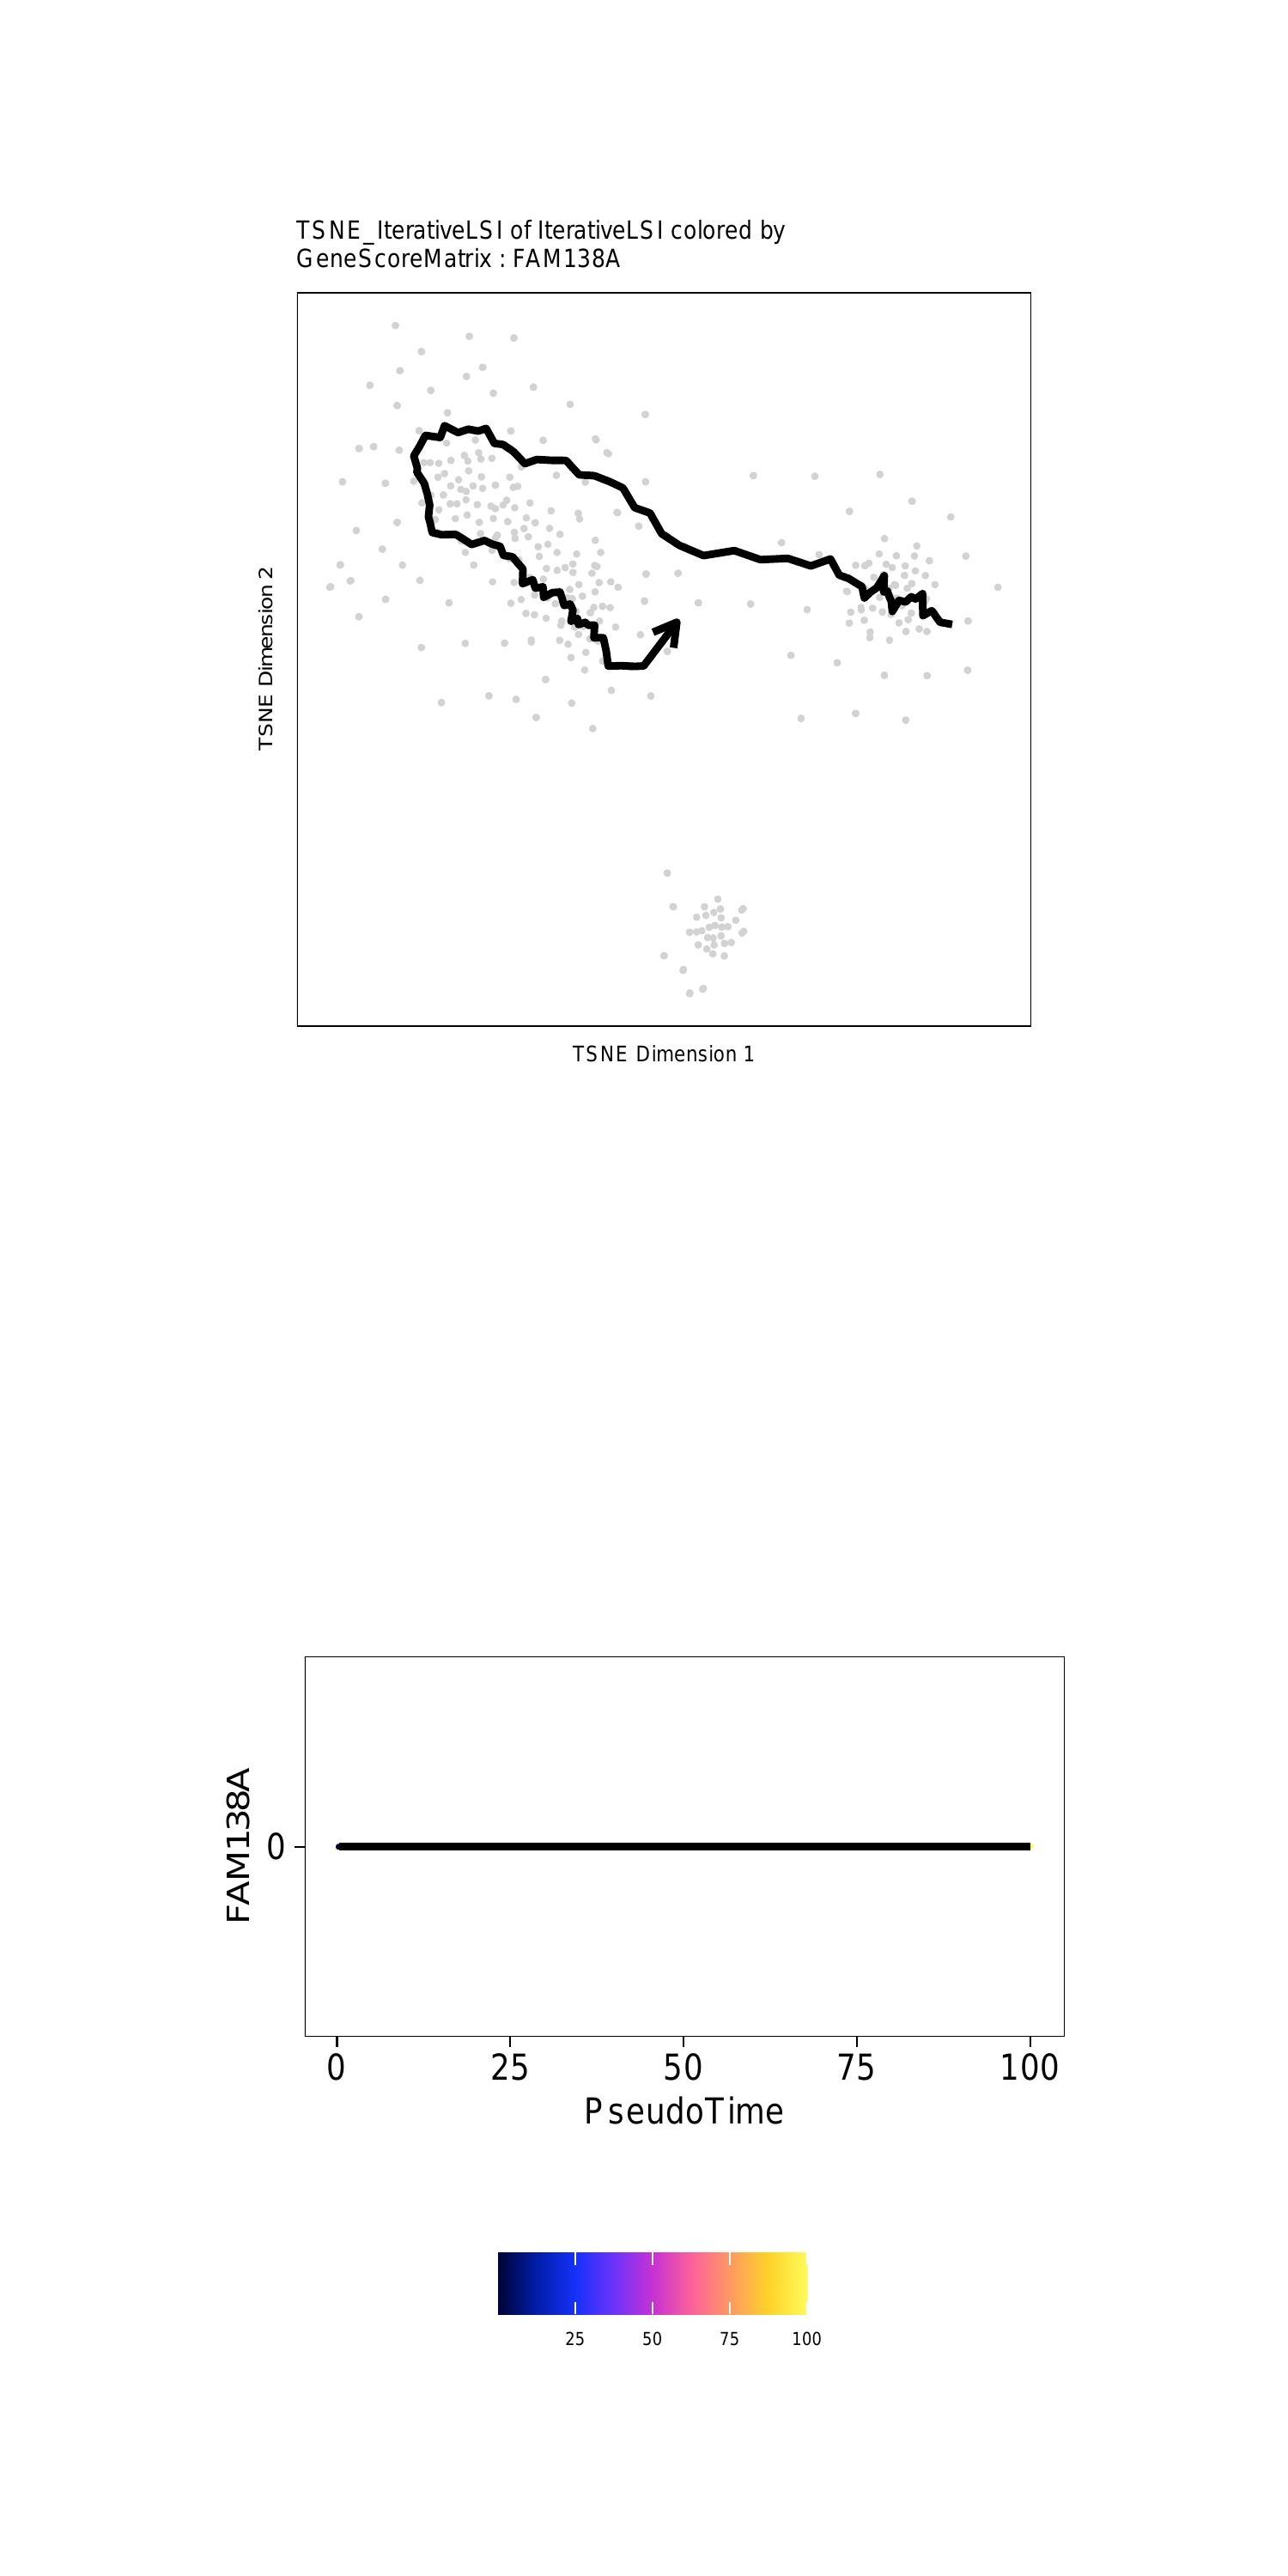 TSNE_IterativeLSI of IterativeLSI colored by
GeneScoreMatrix : FAM138A
TSNE Dimension 2
TSNE Dimension 1
FAM138A
0
0 25 50 75 100
PseudoTime
25 50 75 100